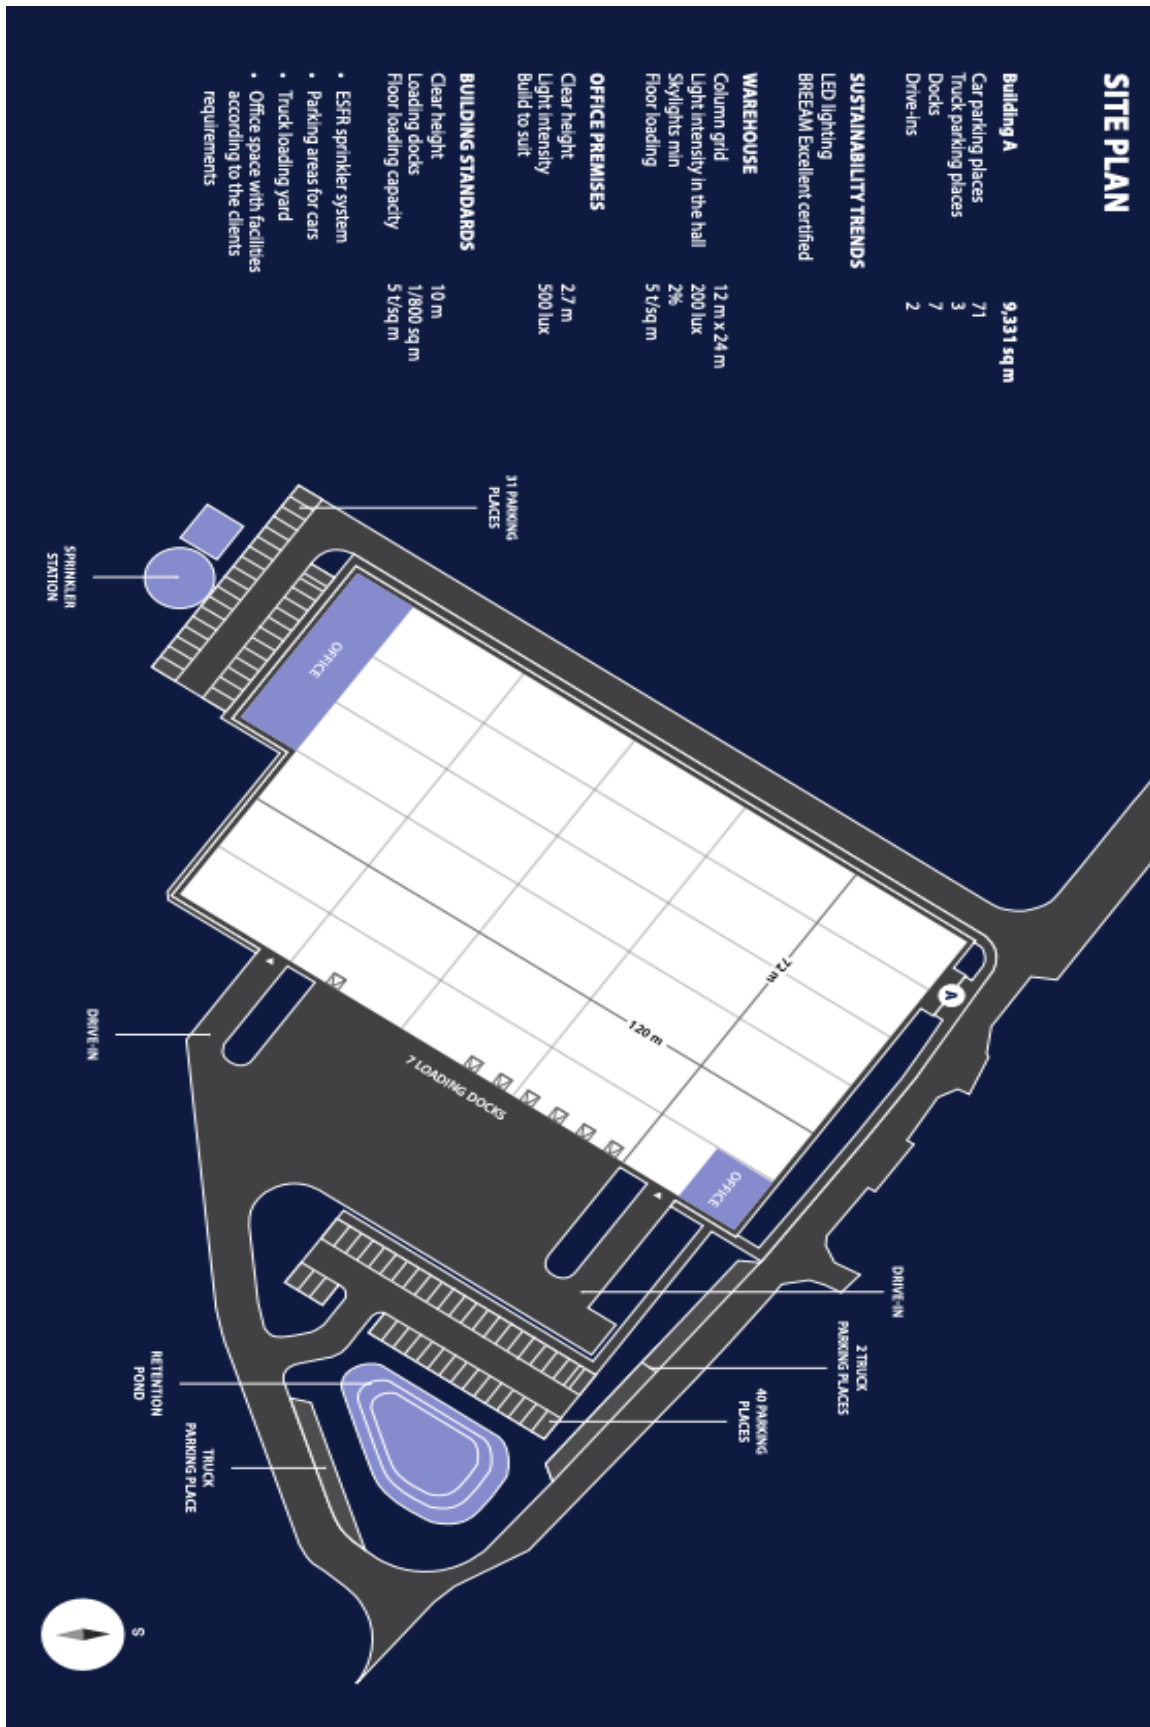 SITE PLAN
Building A 9,331 sq m
Car parking places 71
Truck parking places 3
Docks 7
Drive-ins 2
SUSTAINABILITY TRENDS
LED lighting
BREEAM Excellent certified
WAREHOUSE
Column grid 12 m x 24 m
Light intensity in the hall 200 lux
Skylights min 2%
Floor loading 5 t/sq m
OFFICE PREMISES
Clear height 2.7 m
Light intensity 500 lux
Build to suit
BUILDING STANDARDS
Clear height 10 m
Loading docks 1/800 sq m
Floor loading capacity 5 t/sq m
• ESFR sprinkler system
• Parking areas for cars
• Truck loading yard
• Office space with facilities
according to the clients
requirements
31 PARKING
PLACES
SPRINKLER
STATION
OFFICE
A
72 m
120 m
7 LOADING DOCKS
DRIVE-IN
OFFICE
DRIVE-IN
2 TRUCK
PARKING PLACES
40 PARKING
PLACES
RETENTION
POND
TRUCK
PARKING PLACE
S